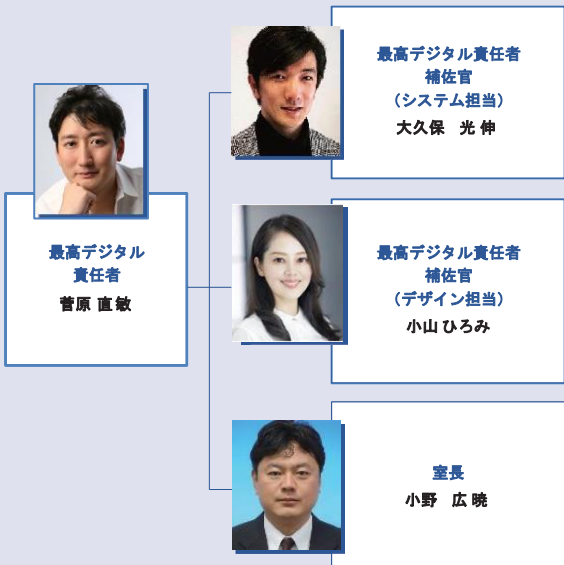 最高デジタル
責任者
菅原 直敏
最高デジタル責任者
補佐官
（システム担当）
大久保　光伸
最高デジタル責任者
補佐官
（デザイン担当）
小山 ひろみ
室長
小野　広暁